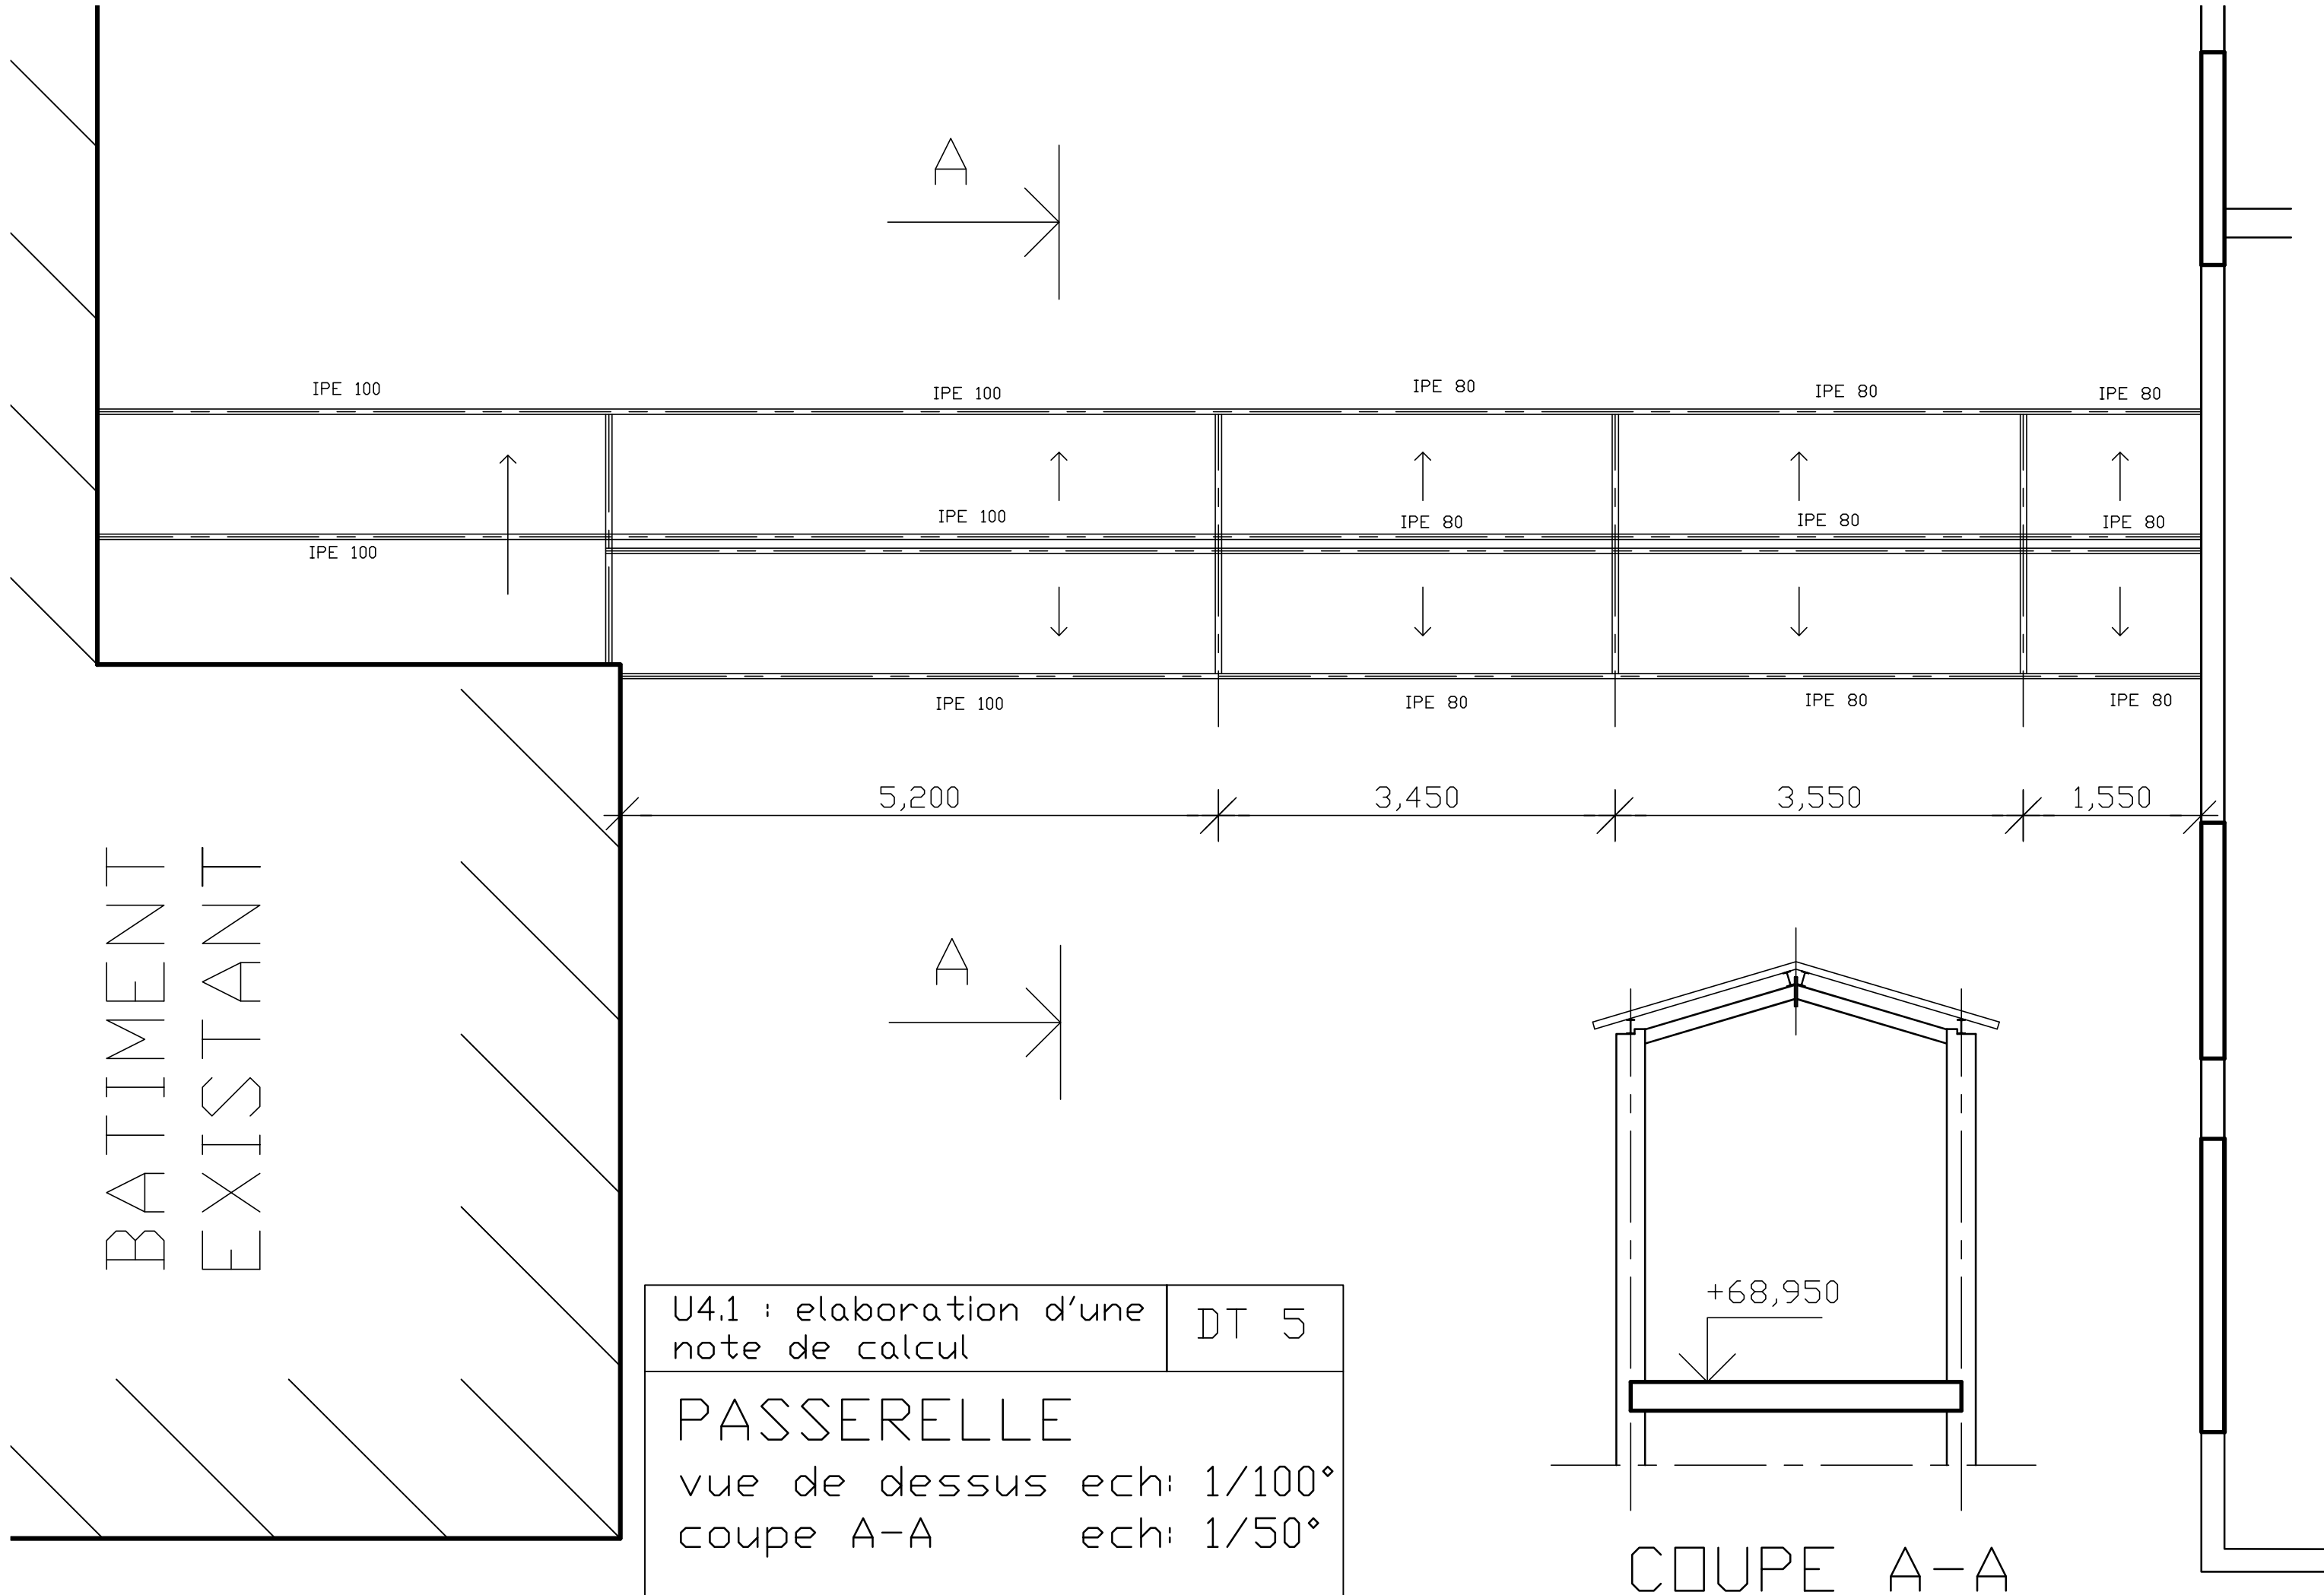 A
IPE 100
IPE 100
IPE 80
IPE 80
IPE 80
IPE 100
IPE 80
IPE 80
IPE 80
IPE 100
IPE 100
IPE 80
IPE 80
IPE 80
5,200
3,450
3,550
1,550
BATIMENT
EXISTANT
A
+68,950
U4.1 : elaboration d'une
note de calcul
DT 5
PASSERELLE
vue de dessus ech: 1/100°
coupe A-A ech: 1/50°
COUPE A-A